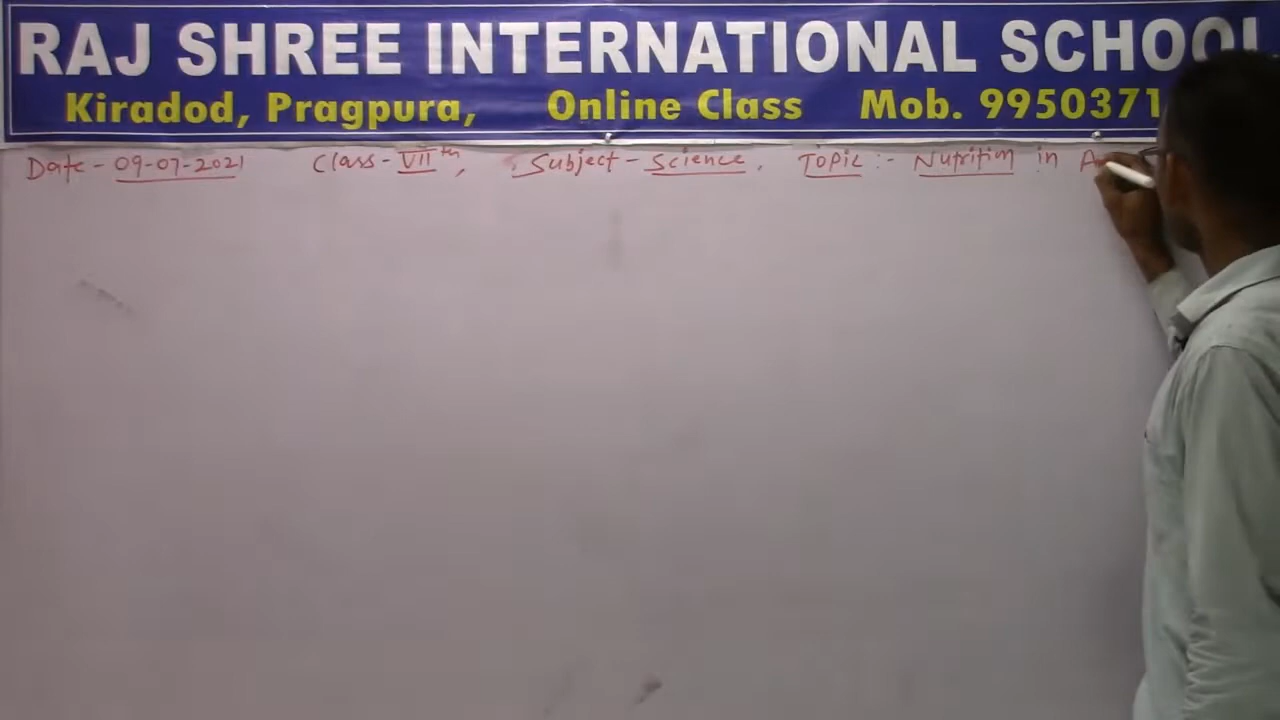 RAJ SHREE INTERNATIONAL SCHOOL
Kiradod, Pragpura, Online Class Mob. 9950371
Date - 09-07-2021 Class - VIIth, Subject - Science. Topic :- Nutrition in